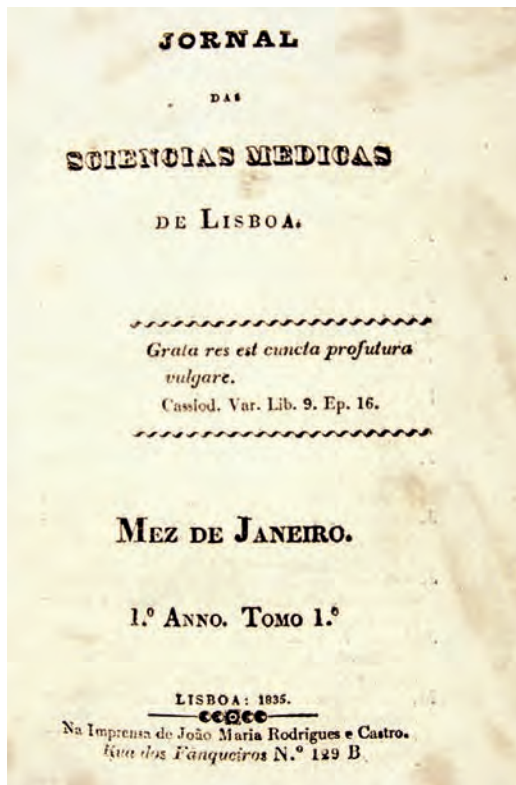 JORNAL
DAS
SCIENCIAS MEDICAS
DE LISBOA.
Grata res est cuncta profutura
vulgare.
Cassiod. Var. Lib. 9. Ep. 16.
MEZ DE JANEIRO.
1.º ANNO. TOMO 1.º
LISBOA: 1835.
Na Imprensa de João Maria Rodrigues e Castro.
Rua dos Fanqueiros N.º 129 B.